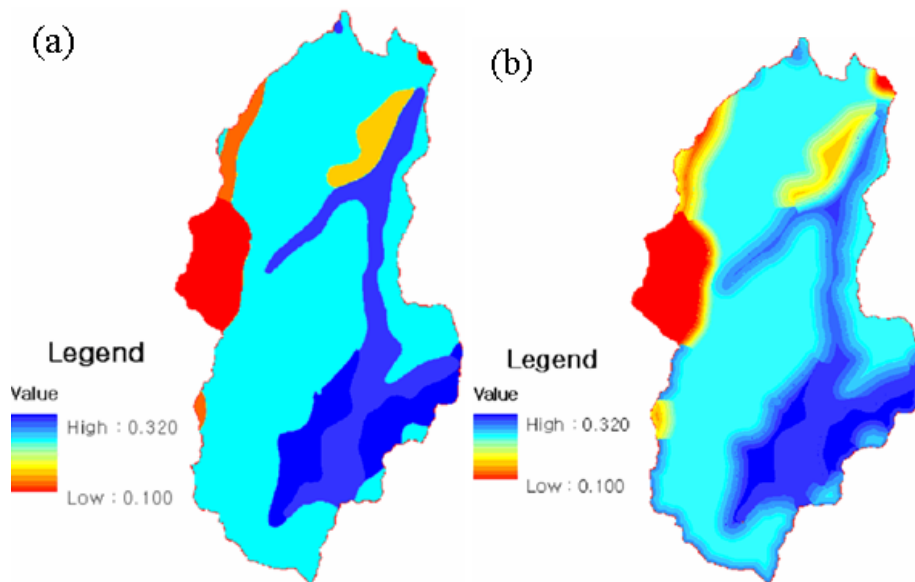 (a)
Legend
Value
High : 0.320
Low : 0.100
(b)
Legend
Value
High : 0.320
Low : 0.100